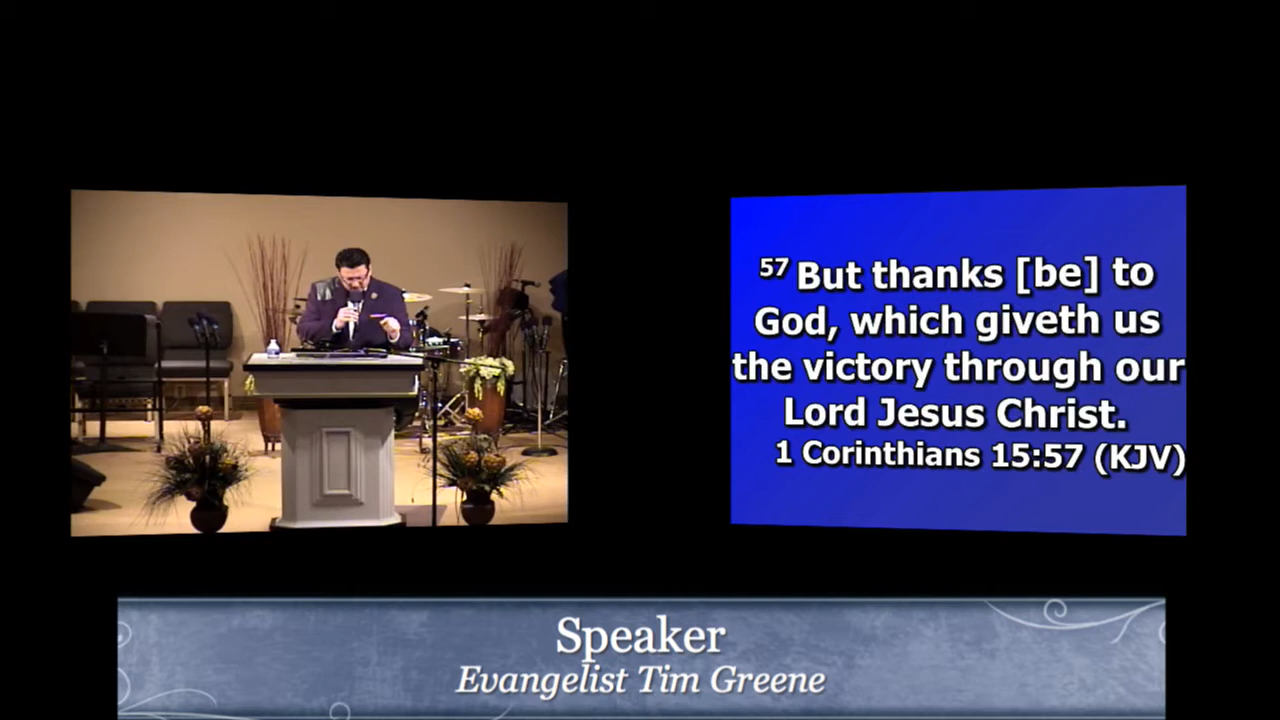 57 But thanks [be] to
God, which giveth us
the victory through our
Lord Jesus Christ.
1 Corinthians 15:57 (KJV)
Speaker
Evangelist Tim Greene